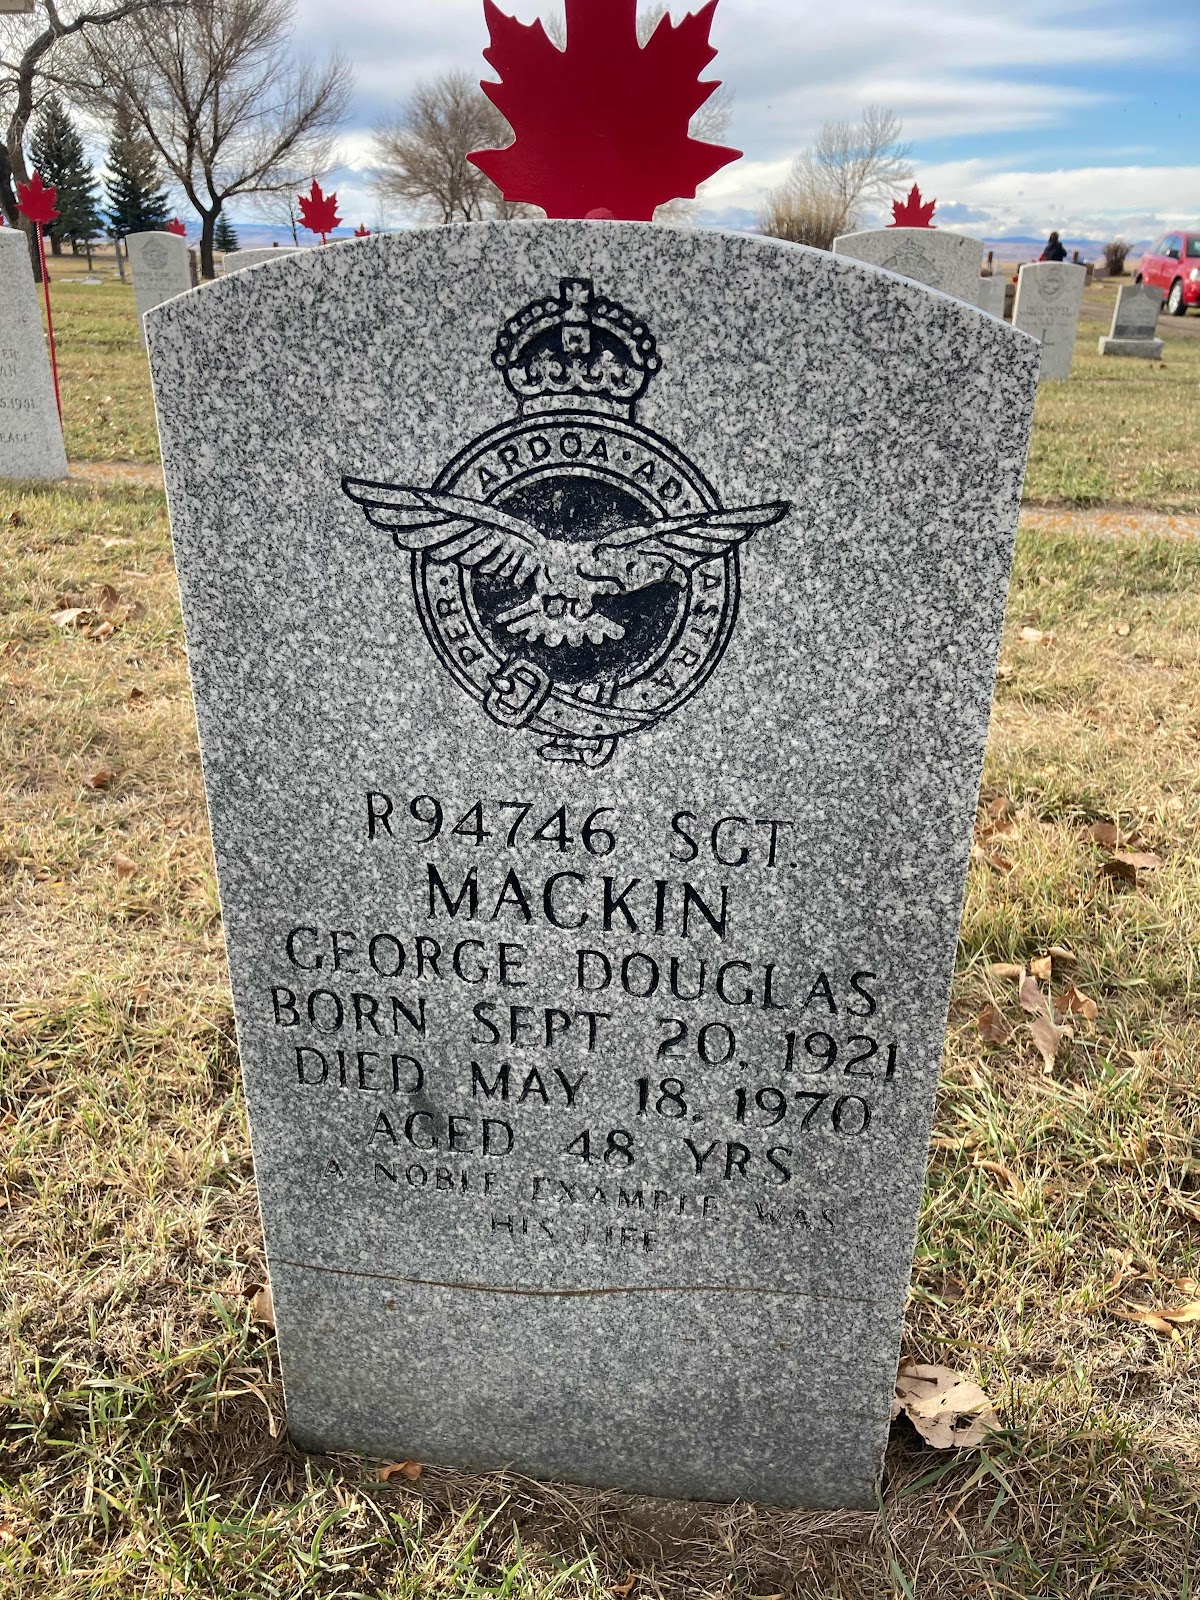 PER · ARDOA · AD · ASTRA
R94746 SGT.
MACKIN
GEORGE DOUGLAS
BORN SEPT 20, 1921
DIED MAY 18, 1970
AGED 48 YRS
A NOBLE EXAMPLE WAS
HIS LIFE